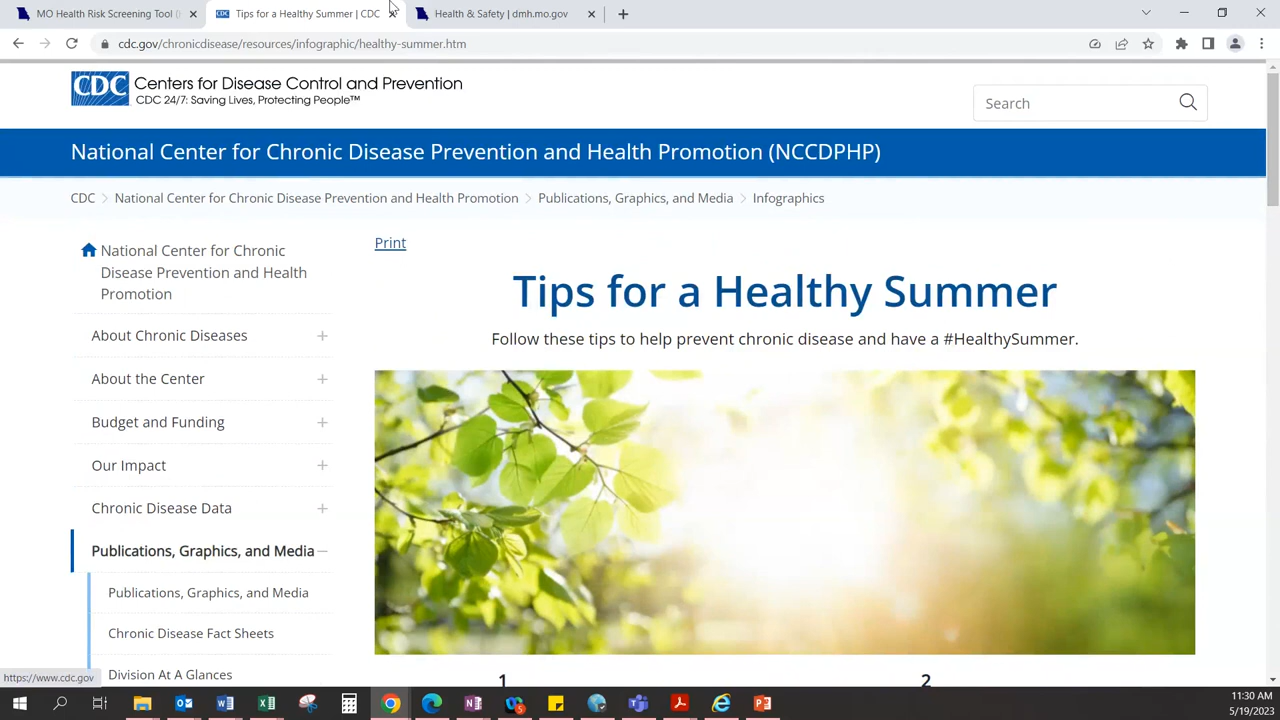 MO Health Risk Screening Tool (
Tips for a Healthy Summer | CDC
Health & Safety | dmh.mo.gov
cdc.gov/chronicdisease/resources/infographic/healthy-summer.htm
CDC
Centers for Disease Control and Prevention
CDC 24/7: Saving Lives, Protecting People™
Search
National Center for Chronic Disease Prevention and Health Promotion (NCCDPHP)
CDC > National Center for Chronic Disease Prevention and Health Promotion > Publications, Graphics, and Media > Infographics
National Center for Chronic
Disease Prevention and Health
Promotion
About Chronic Diseases
About the Center
Budget and Funding
Our Impact
Chronic Disease Data
Publications, Graphics, and Media
Publications, Graphics, and Media
Chronic Disease Fact Sheets
Division At A Glances
Print
Tips for a Healthy Summer
Follow these tips to help prevent chronic disease and have a #HealthySummer.
1
2
https://www.cdc.gov
11:30 AM
5/19/2023